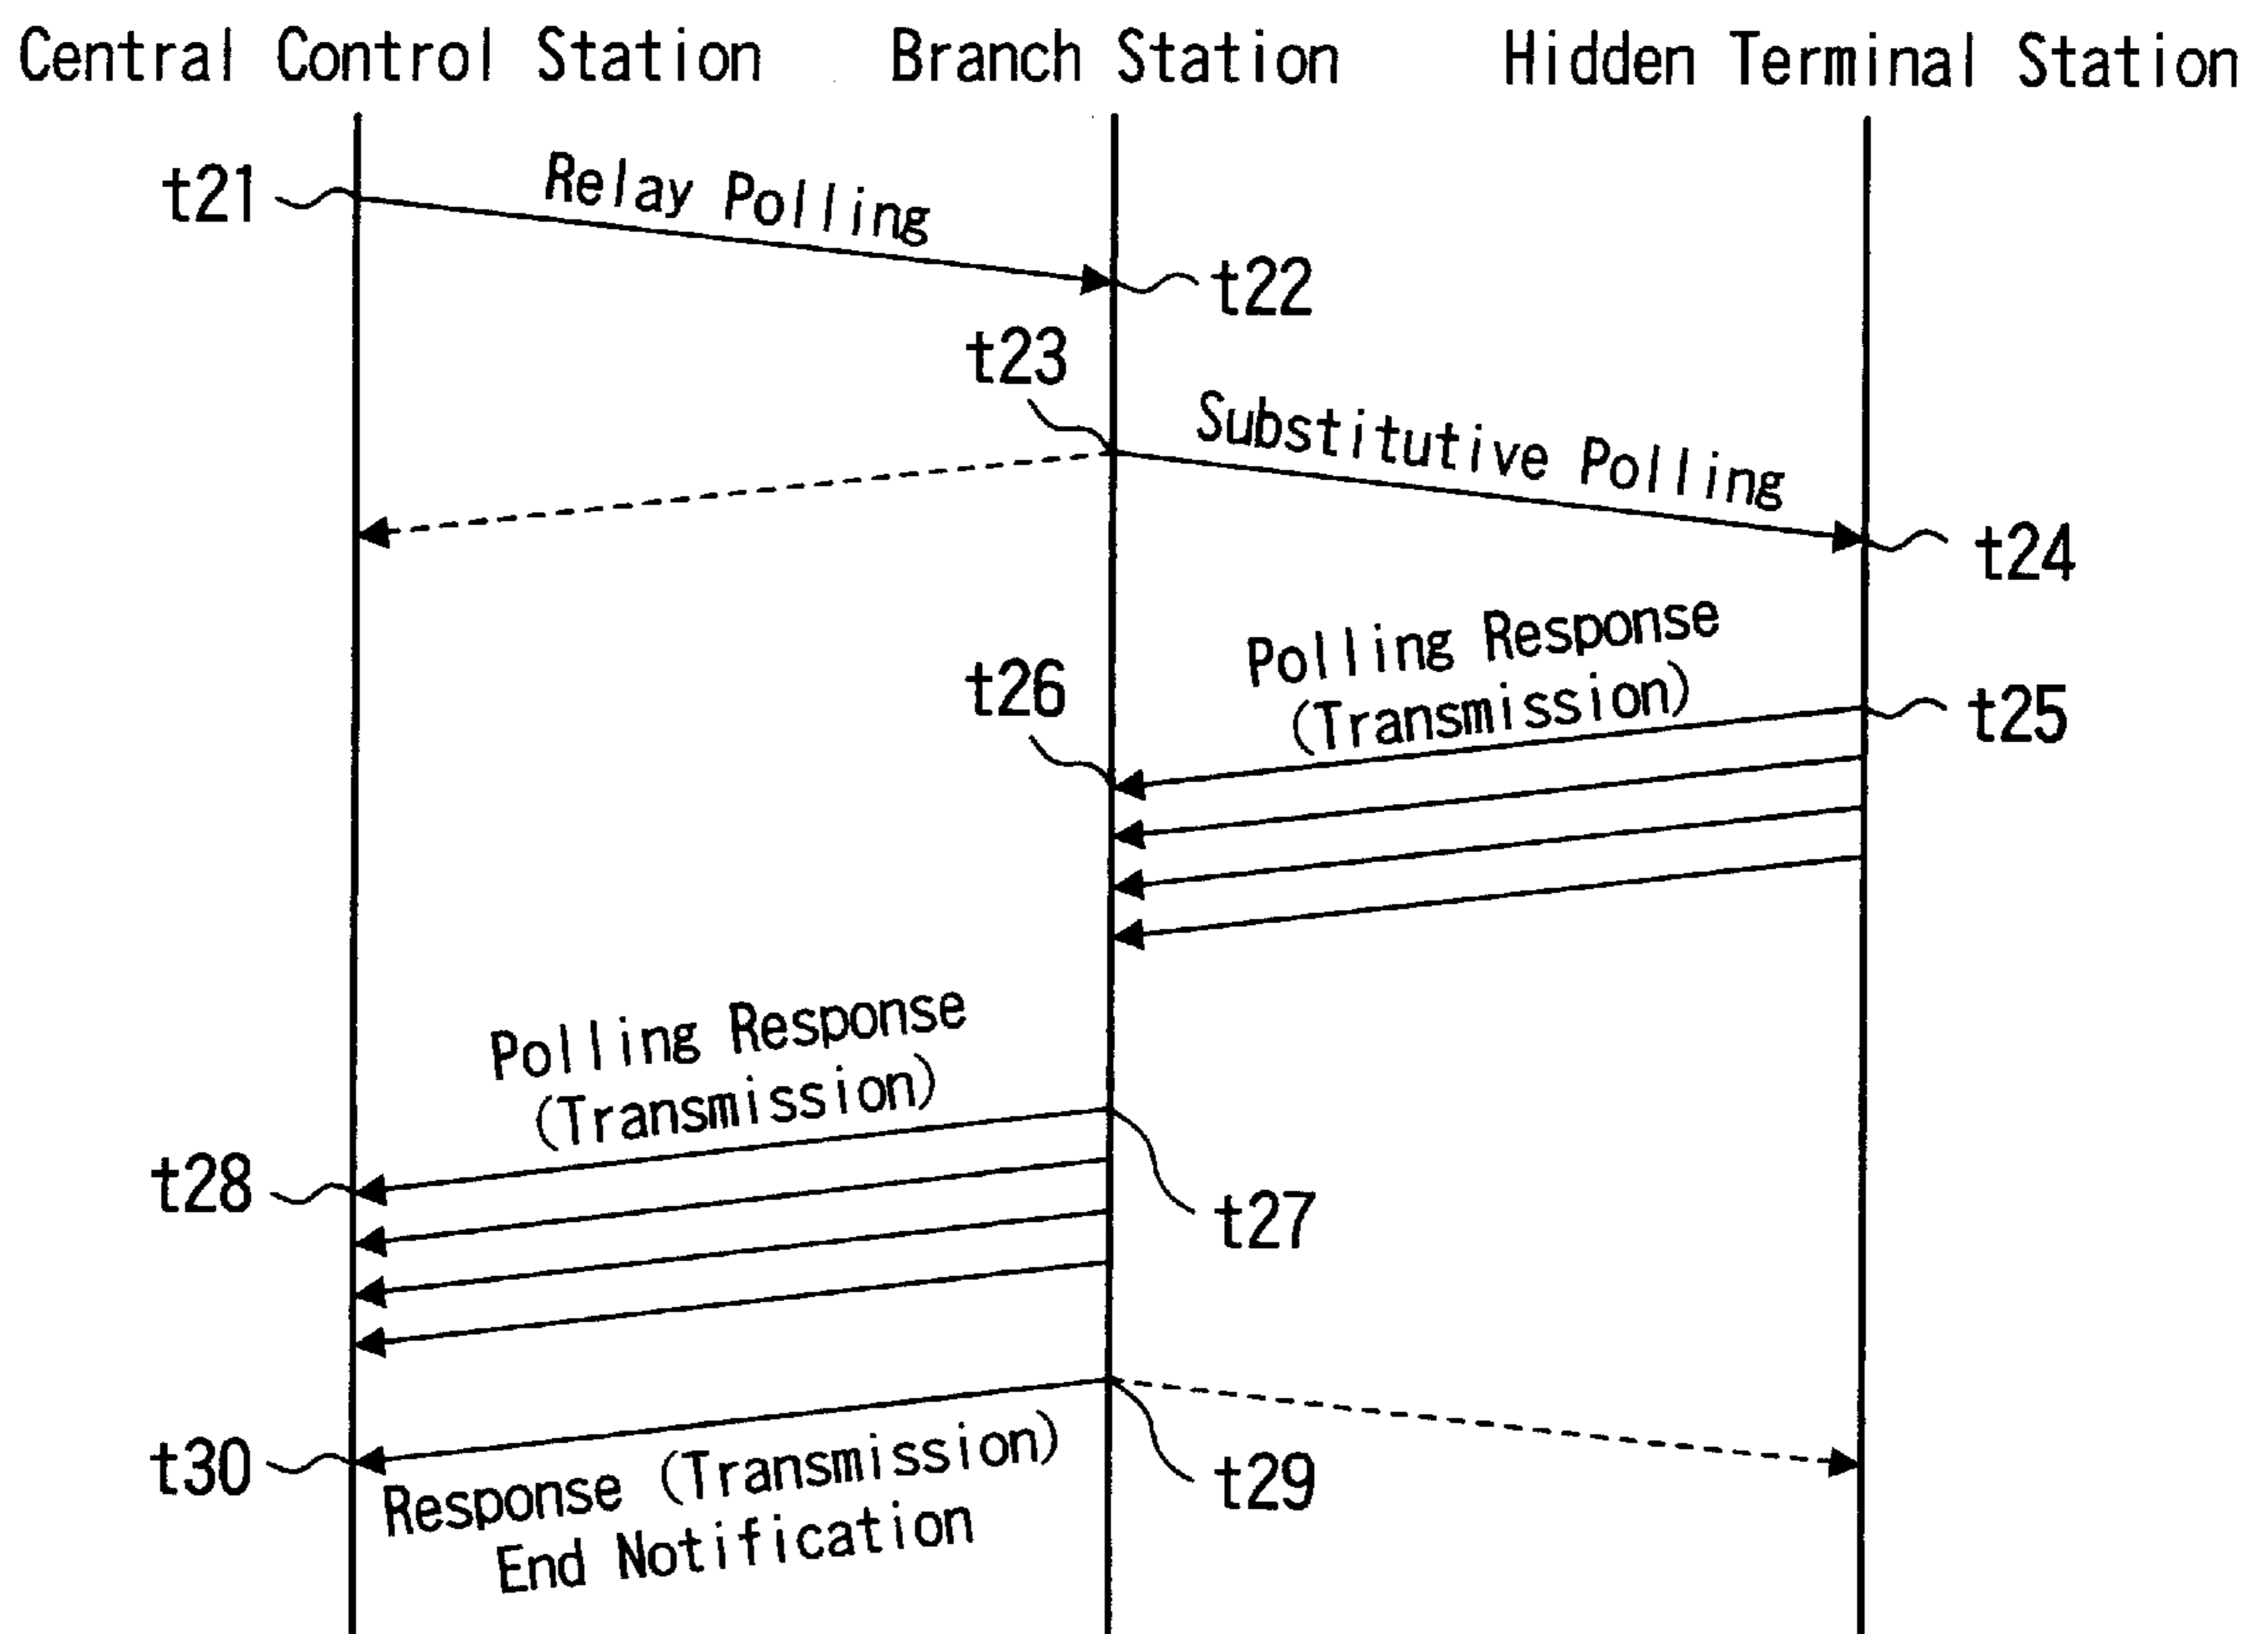 Central Control Station
Branch Station
Hidden Terminal Station
t21
Relay Polling
t22
t23
Substitutive Polling
t24
Polling Response
(Transmission)
t25
t26
Polling Response
(Transmission)
t27
t28
Response (Transmission)
End Notification
t29
t30